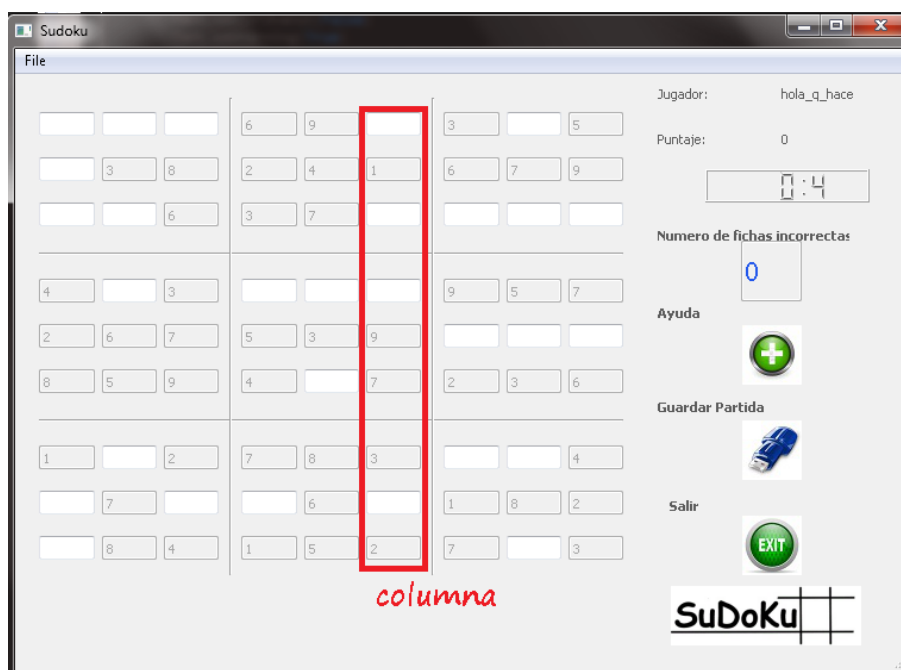 Sudoku
File
6 9 3 5
3 8 2 4 1 6 7 9
6 3 7
4 3 9 5 7
2 6 7 5 3 9
8 5 9 4 7 2 3 6
1 2 7 8 3 4
7 6 1 8 2
8 4 1 5 2 7 3
columna
Jugador: hola_q_hace
Puntaje: 0
0:4
Numero de fichas incorrectas
0
Ayuda
Guardar Partida
Salir
EXIT
SuDoKu